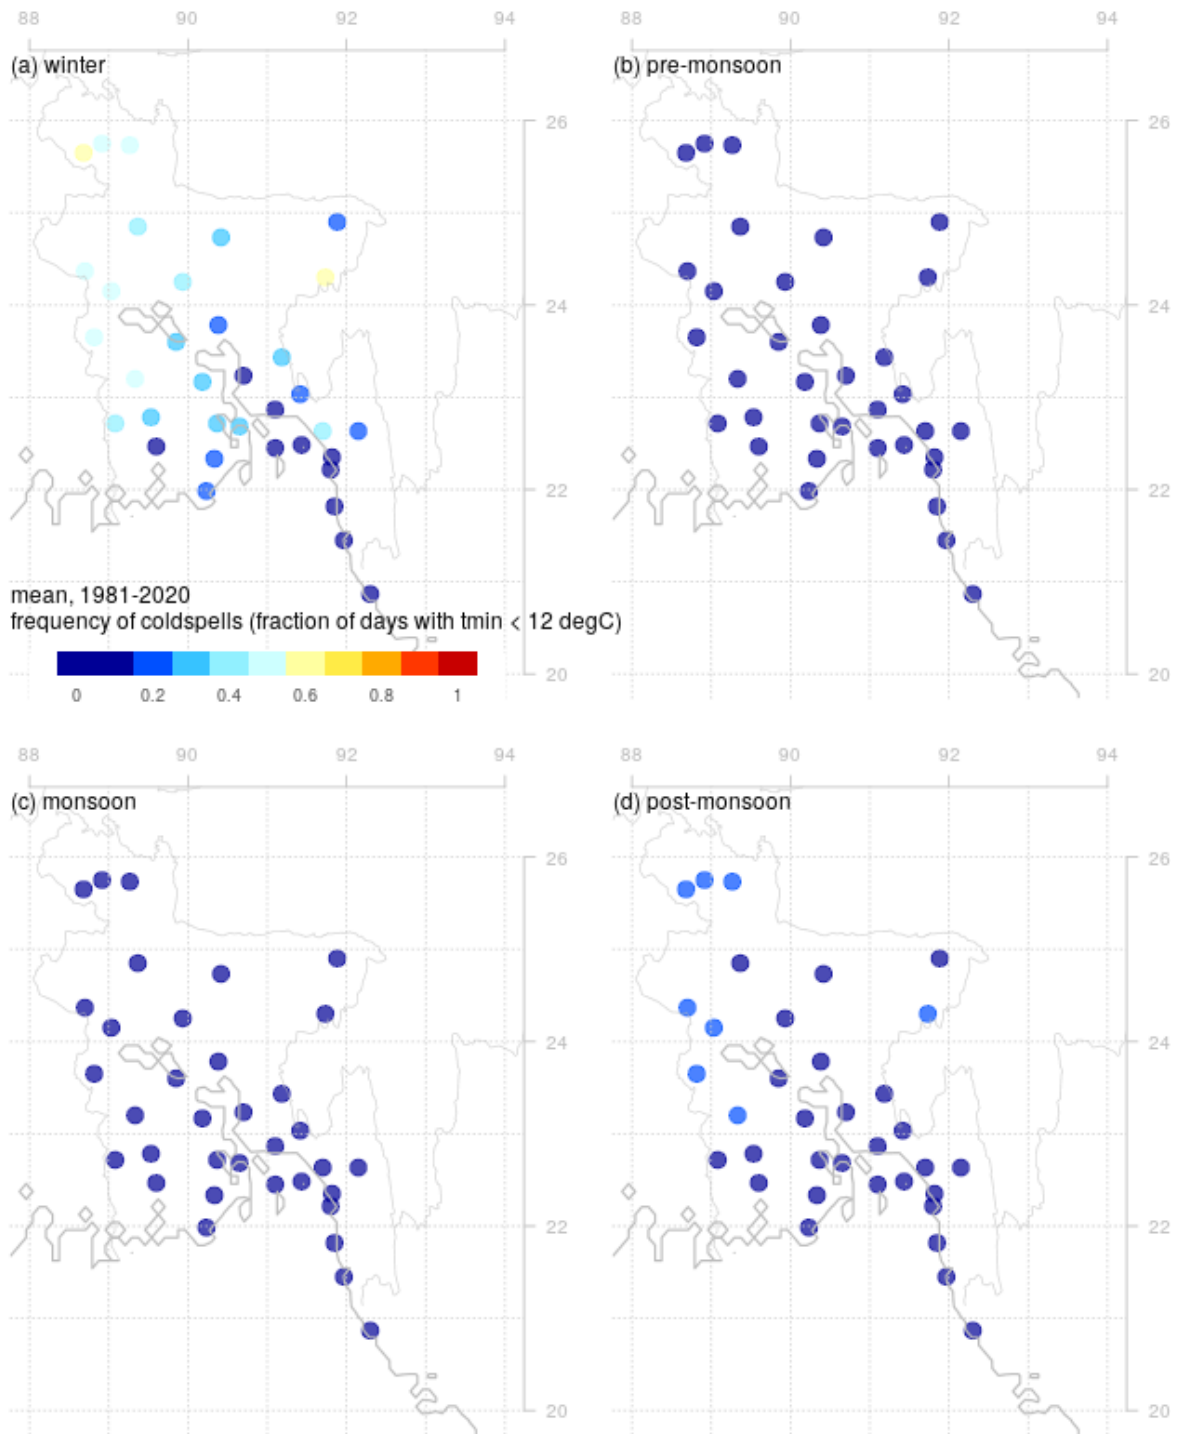 88 90 92 94 88 90 92 94
(a) winter (b) pre-monsoon
26 26
24 24
22 22
mean, 1981-2020
frequency of coldspells (fraction of days with tmin < 12 degC)
20 20
0 0.2 0.4 0.6 0.8 1
88 90 92 94 88 90 92 94
(c) monsoon (d) post-monsoon
26 26
24 24
22 22
20 20